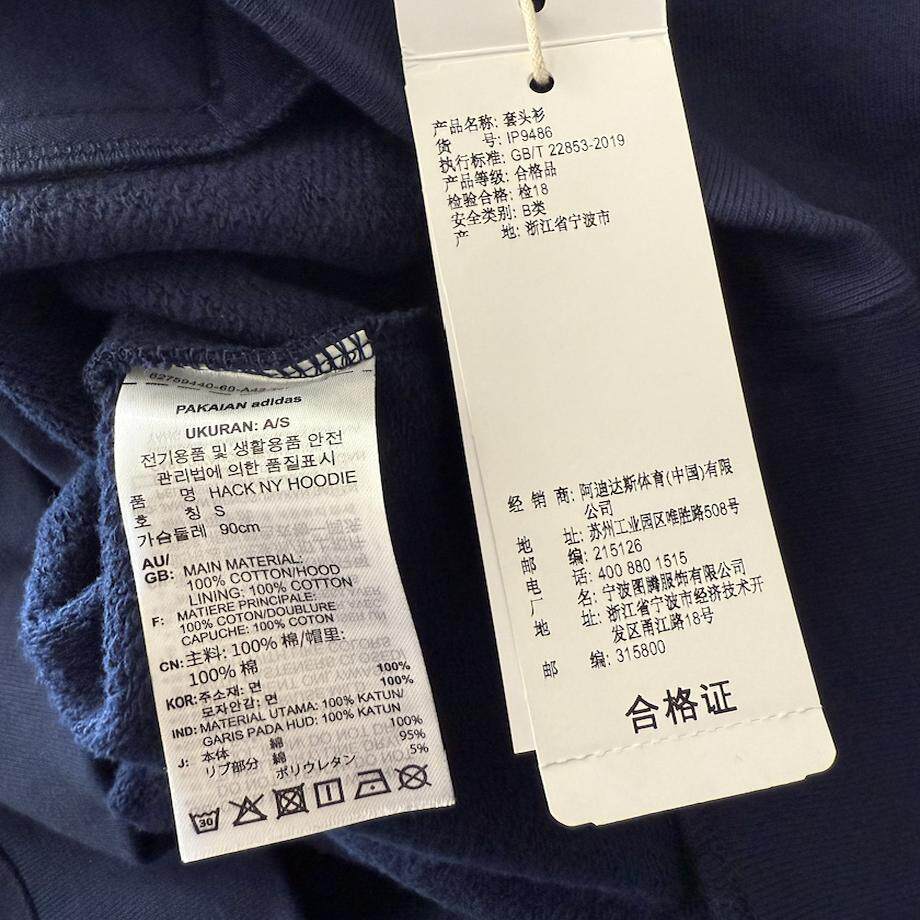 62759440-60-A42
PAKAIAN adidas
UKURAN: A/S
전기용품 및 생활용품 안전
관리법에 의한 품질표시
품 명 HACK NY HOODIE
호 칭 S
가슴둘레 90cm
AU/
GB: MAIN MATERIAL:
100% COTTON/HOOD
LINING: 100% COTTON
F: MATIERE PRINCIPALE:
100% COTON/DOUBLURE
CAPUCHE: 100% COTON
CN: 主料: 100% 棉/帽里:
100% 棉
KOR: 주소재: 면 100%
모자안감: 면 100%
IND: MATERIAL UTAMA: 100% KATUN/
GARIS PADA HUD: 100% KATUN
J: 本体 綿 100%
リブ部分 綿 95%
ポリウレタン 5%
30
产品名称: 套头衫
货 号: IP9486
执行标准: GB/T 22853-2019
产品等级: 合格品
检验合格: 检18
安全类别: B类
产 地: 浙江省宁波市
经 销 商: 阿迪达斯体育(中国)有限
公司
地 址: 苏州工业园区唯胜路508号
邮 编: 215126
电 话: 400 880 1515
厂 名: 宁波图腾服饰有限公司
地 址: 浙江省宁波市经济技术开
发区甬江路18号
邮 编: 315800
合格证